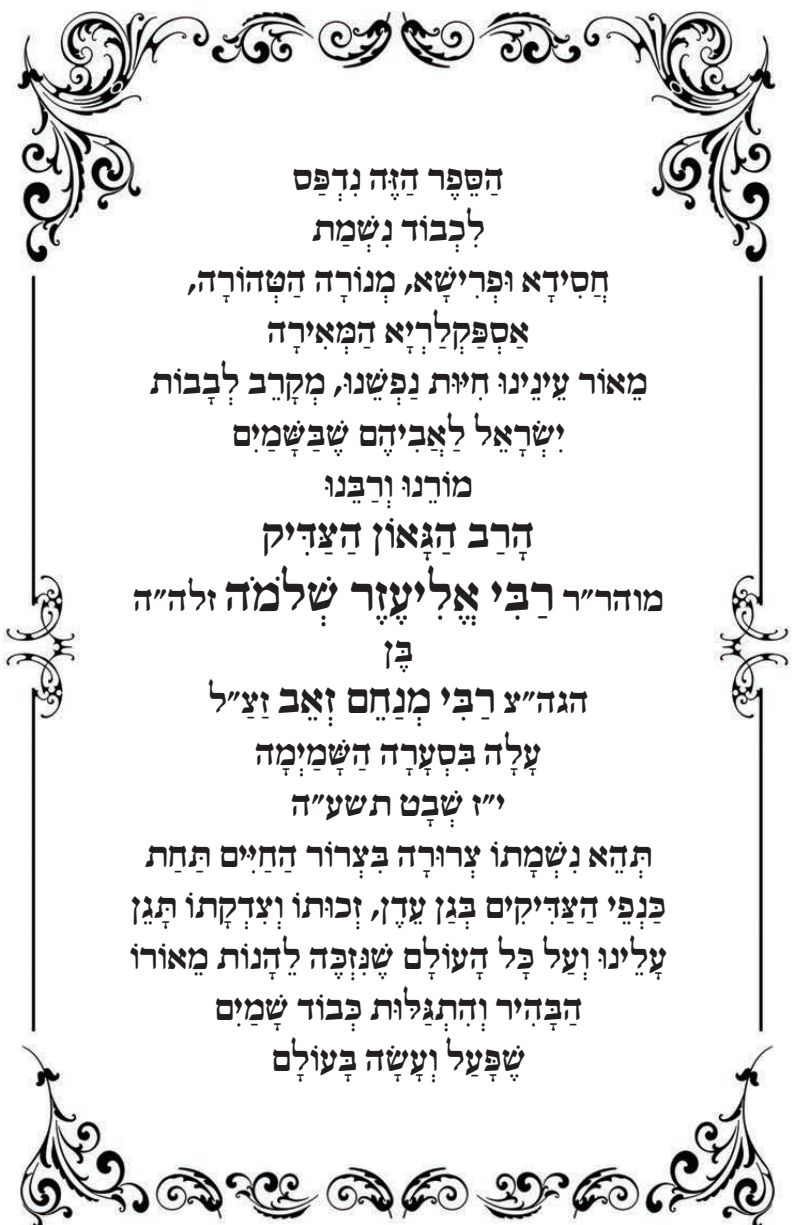 הַסֵּפֶר הַזֶּה נִדְפַּס
לִכְבוֹד נִשְׁמַת
חֲסִידָא וּפְרִישָׁא, מְנוֹרָה הַטְּהוֹרָה,
אַסְפַּקְלַרְיָא הַמְּאִירָה
מֵאוֹר עֵינֵינוּ חִיּוּת נַפְשֵׁנוּ, מְקָרֵב לְבָבוֹת
יִשְׂרָאֵל לַאֲבִיהֶם שֶׁבַּשָּׁמַיִם
מוֹרֵנוּ וְרַבֵּנוּ
הָרַב הַגָּאוֹן הַצַּדִּיק
מוהר״ר רַבִּי אֱלִיעֶזֶר שְׁלֹמֹה זלה״ה
בֶּן
הגה״צ רַבִּי מְנַחֵם זְאֵב זַצַ״ל
עָלָה בִּסְעָרָה הַשָּׁמַיְמָה
י״ז שְׁבָט תשע״ה
תְּהֵא נִשְׁמָתוֹ צְרוּרָה בִּצְרוֹר הַחַיִּים תַּחַת
כַּנְפֵי הַצַּדִּיקִים בְּגַן עֵדֶן, זְכוּתוֹ וְצִדְקָתוֹ תָּגֵן
עָלֵינוּ וְעַל כָּל הָעוֹלָם שֶׁנִּזְכֶּה לֵהָנוֹת מֵאוֹרוֹ
הַבָּהִיר וְהִתְגַּלּוּת כְּבוֹד שָׁמַיִם
שֶׁפָּעַל וְעָשָׂה בָּעוֹלָם